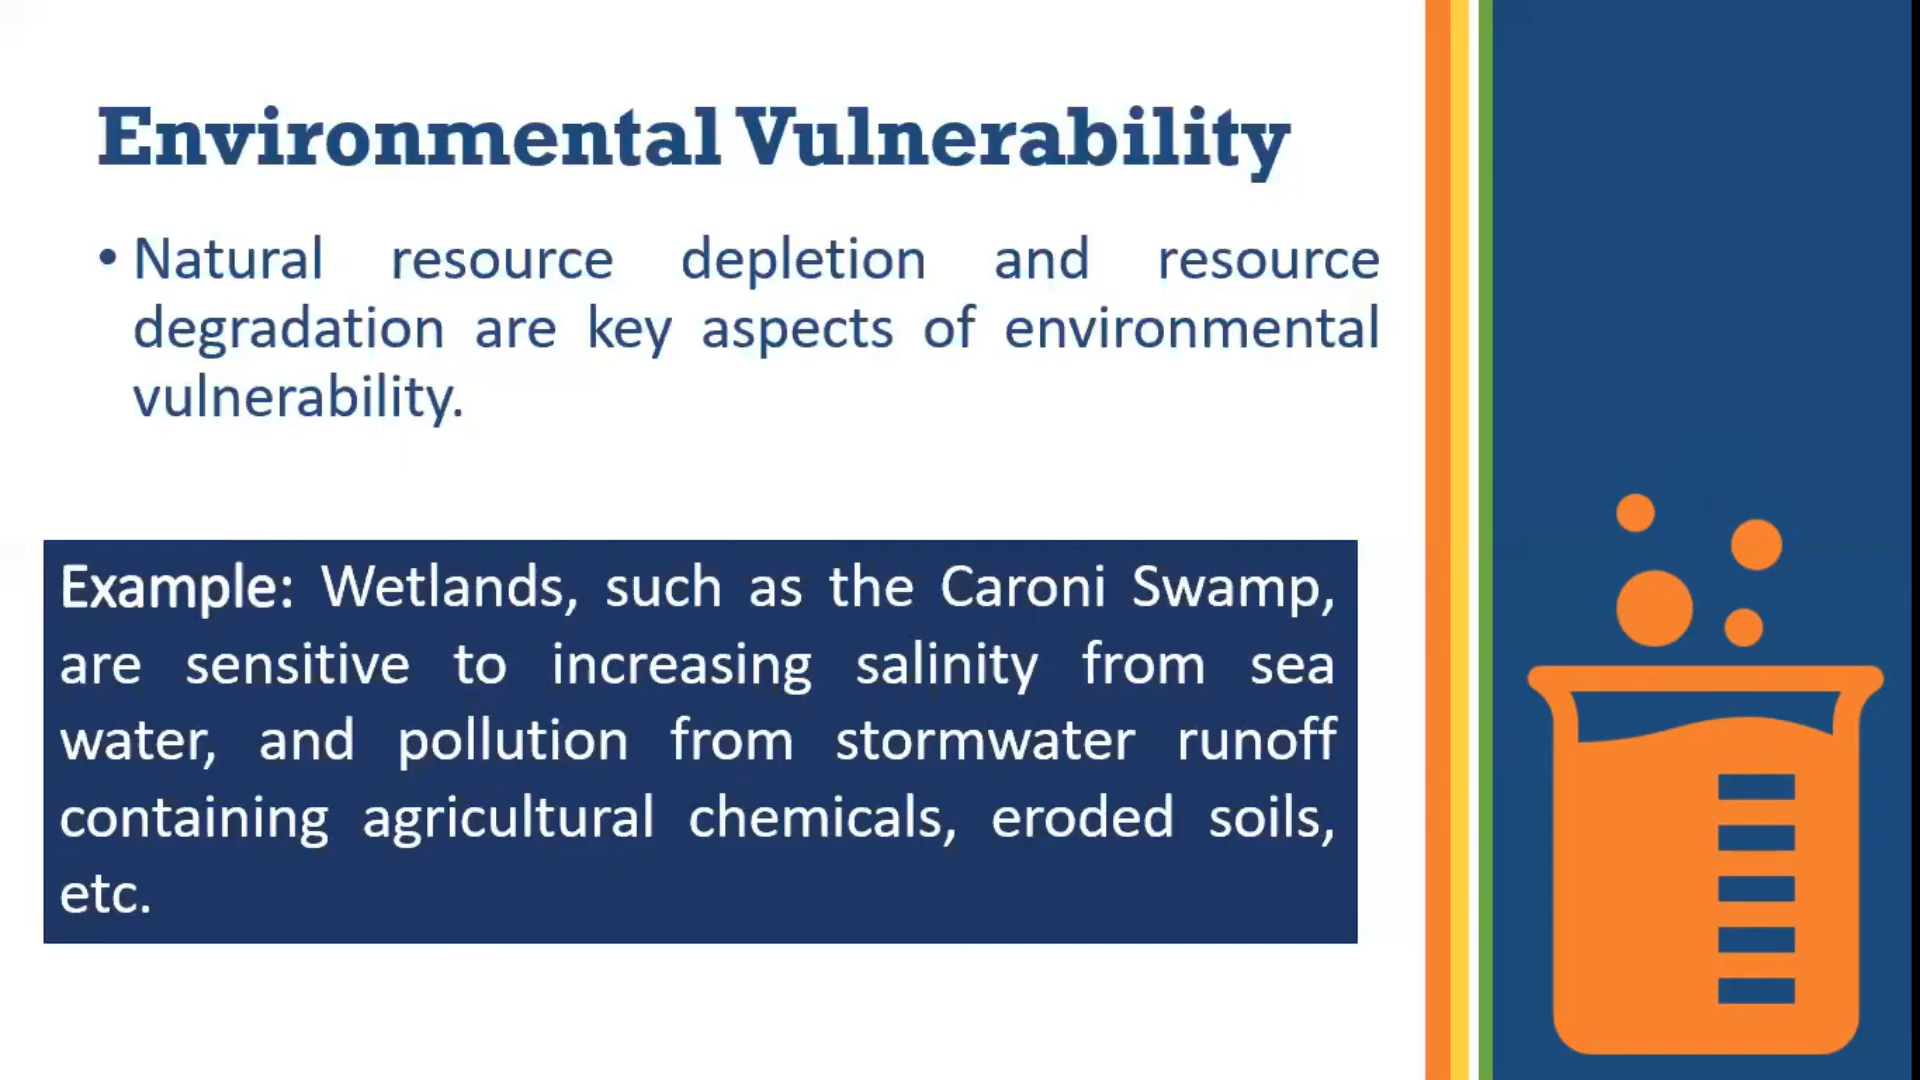 Environmental Vulnerability
• Natural resource depletion and resource
degradation are key aspects of environmental
vulnerability.
Example: Wetlands, such as the Caroni Swamp,
are sensitive to increasing salinity from sea
water, and pollution from stormwater runoff
containing agricultural chemicals, eroded soils,
etc.